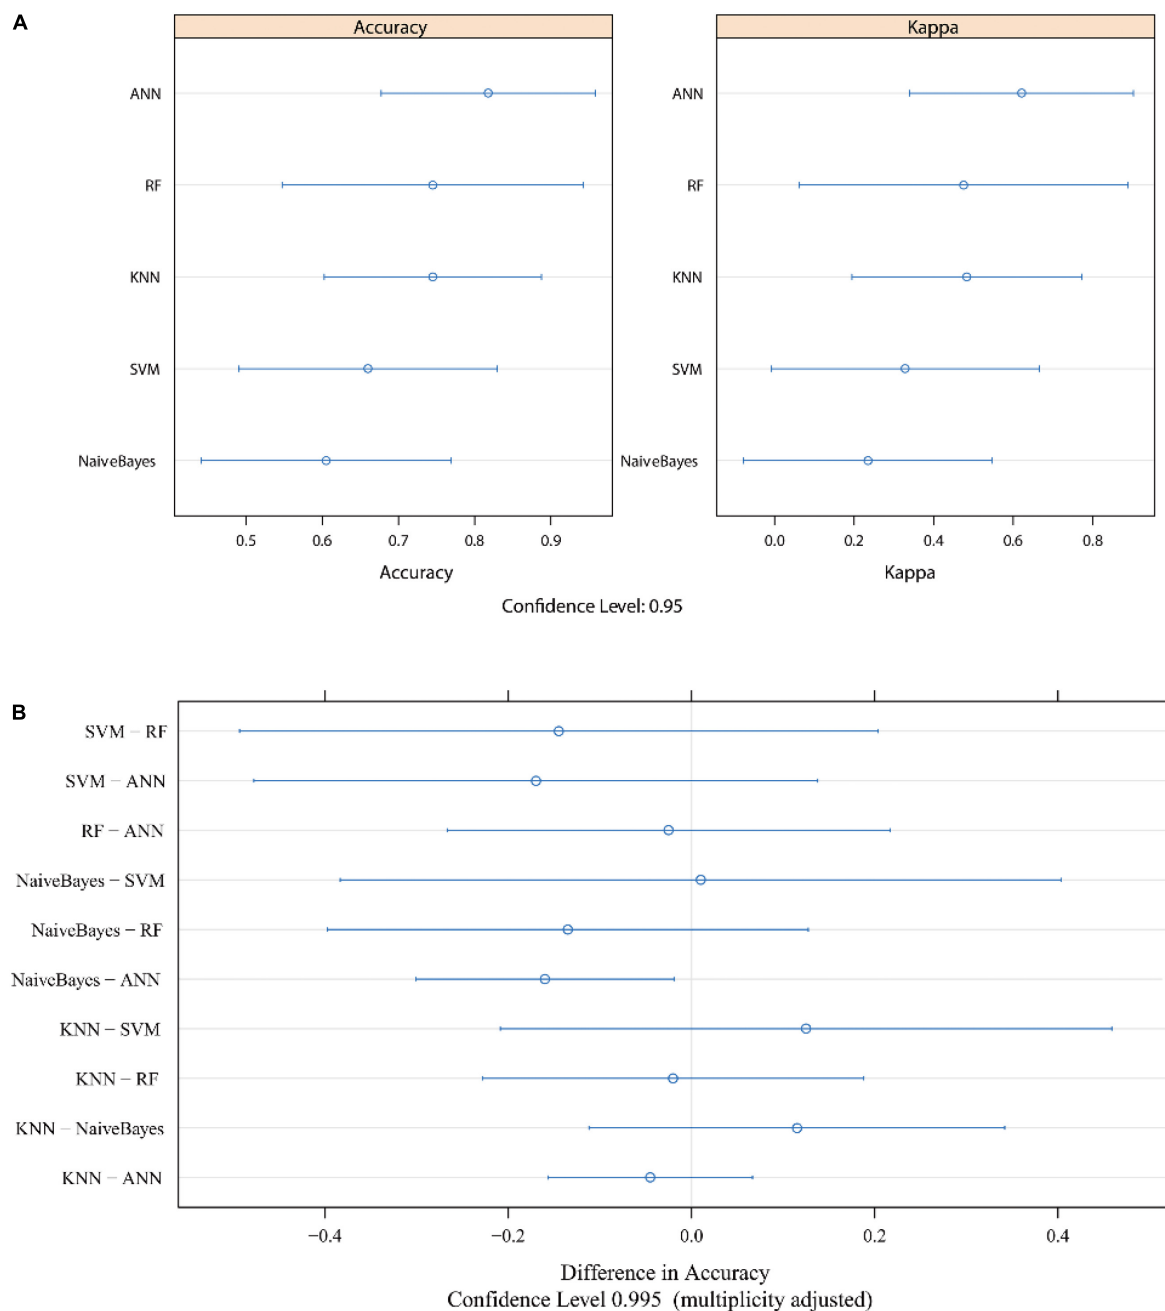 A
Accuracy
Kappa
ANN
RF
KNN
SVM
NaiveBayes
0.5 0.6 0.7 0.8 0.9
Accuracy
ANN
RF
KNN
SVM
NaiveBayes
0.0 0.2 0.4 0.6 0.8
Kappa
Confidence Level: 0.95
B
SVM − RF
SVM − ANN
RF − ANN
NaiveBayes − SVM
NaiveBayes − RF
NaiveBayes − ANN
KNN − SVM
KNN − RF
KNN − NaiveBayes
KNN − ANN
−0.4 −0.2 0.0 0.2 0.4
Difference in Accuracy
Confidence Level 0.995 (multiplicity adjusted)